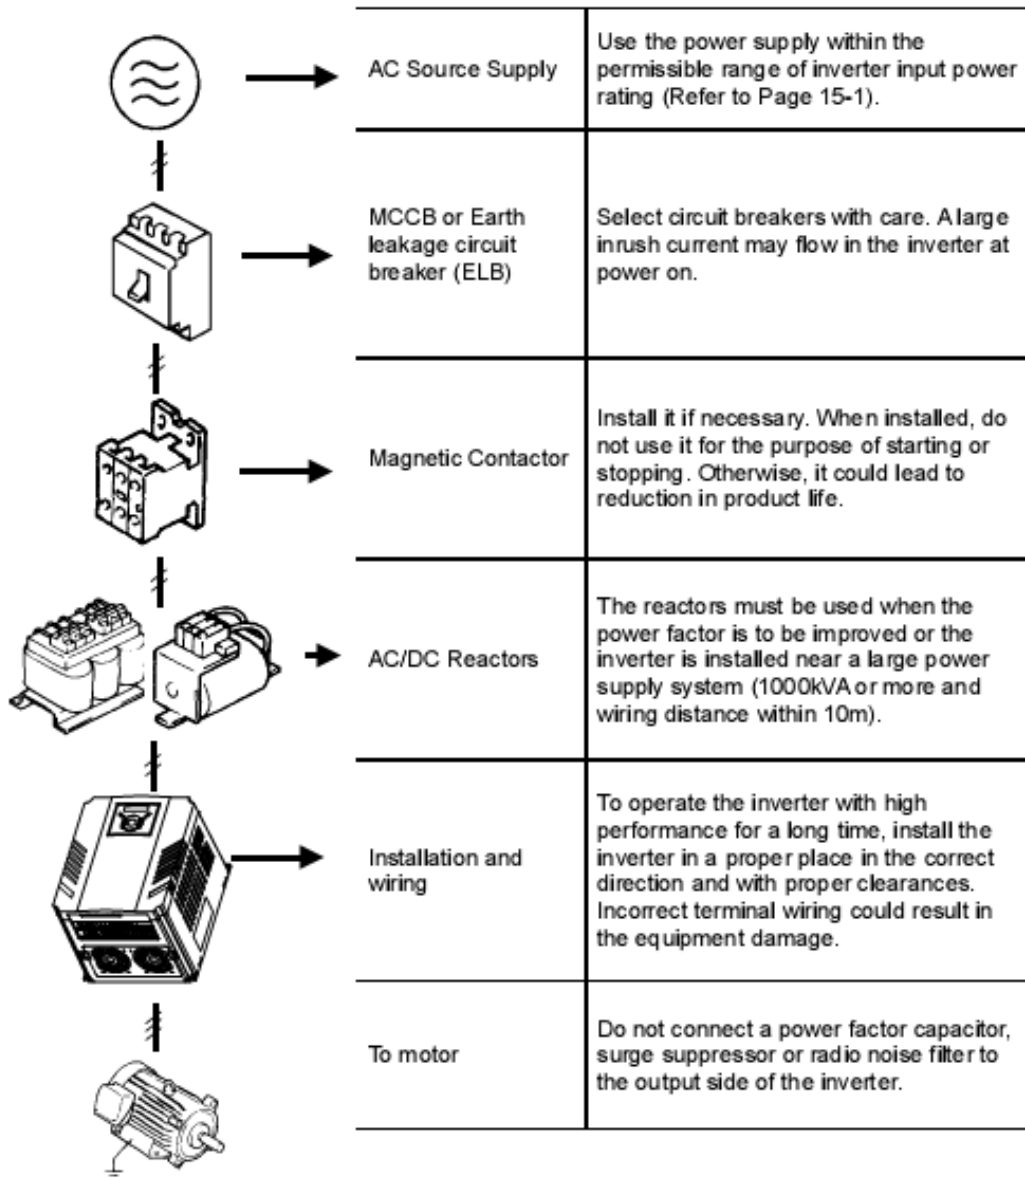 AC Source Supply
Use the power supply within the
permissible range of inverter input power
rating (Refer to Page 15-1).
MCCB or Earth
leakage circuit
breaker (ELB)
Select circuit breakers with care. A large
inrush current may flow in the inverter at
power on.
Magnetic Contactor
Install it if necessary. When installed, do
not use it for the purpose of starting or
stopping. Otherwise, it could lead to
reduction in product life.
AC/DC Reactors
The reactors must be used when the
power factor is to be improved or the
inverter is installed near a large power
supply system (1000kVA or more and
wiring distance within 10m).
Installation and
wiring
To operate the inverter with high
performance for a long time, install the
inverter in a proper place in the correct
direction and with proper clearances.
Incorrect terminal wiring could result in
the equipment damage.
To motor
Do not connect a power factor capacitor,
surge suppressor or radio noise filter to
the output side of the inverter.